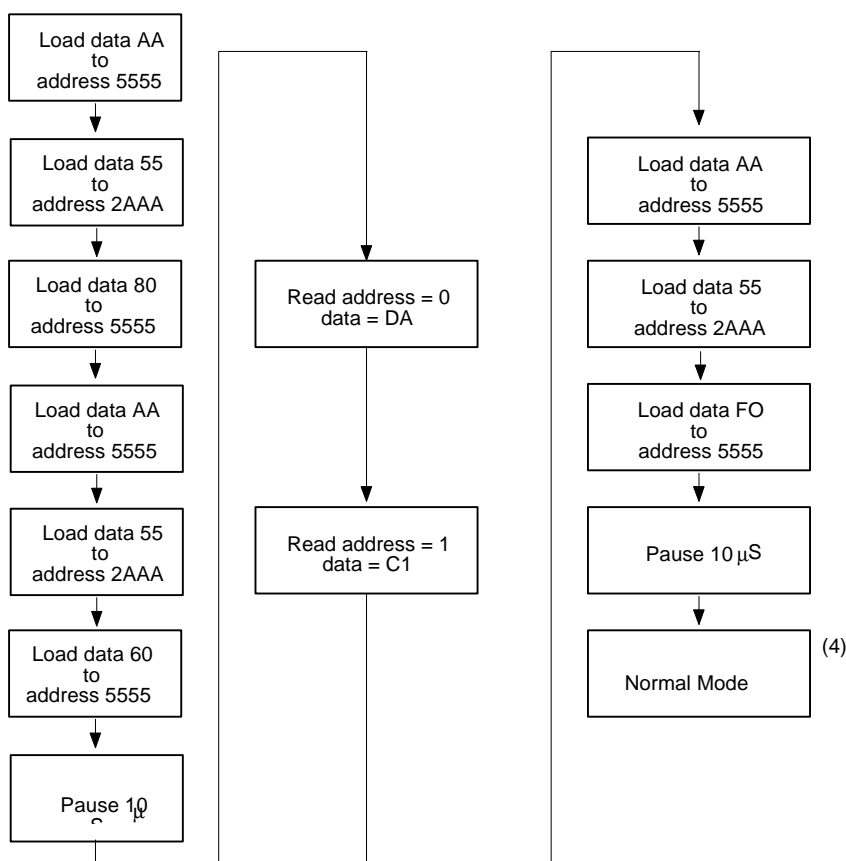 Load data AA
to
address 5555
Load data 55
to
address 2AAA
Load data 80
to
address 5555
Load data AA
to
address 5555
Load data 55
to
address 2AAA
Load data 60
to
address 5555
Pause 10
μS
Read address = 0
data = DA
Read address = 1
data = C1
Load data AA
to
address 5555
Load data 55
to
address 2AAA
Load data FO
to
address 5555
Pause 10 μS
Normal Mode
(4)